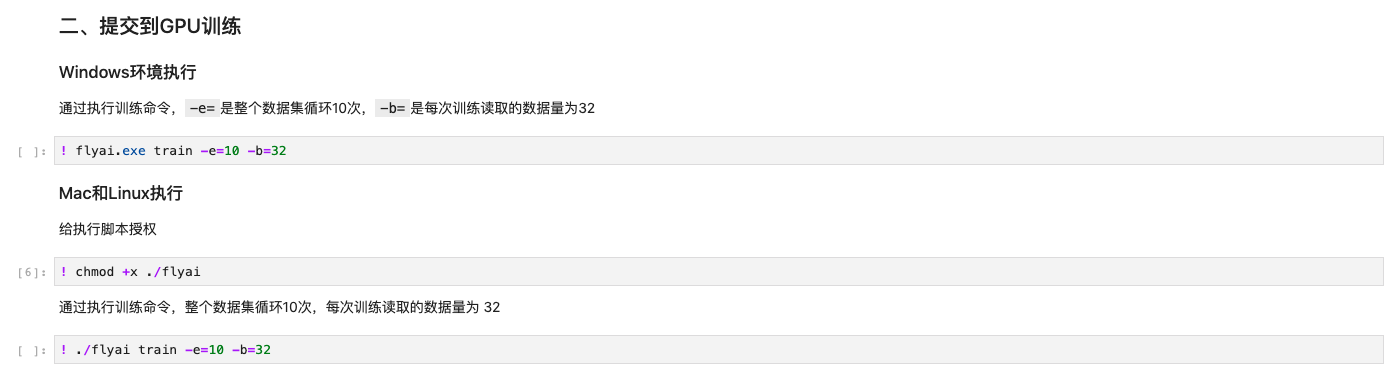 二、提交到GPU训练
Windows环境执行
通过执行训练命令，-e= 是整个数据集循环10次，-b= 是每次训练读取的数据量为32
[ ]: ! flyai.exe train -e=10 -b=32
Mac和Linux执行
给执行脚本授权
[6]: ! chmod +x ./flyai
通过执行训练命令，整个数据集循环10次，每次训练读取的数据量为 32
[ ]: ! ./flyai train -e=10 -b=32